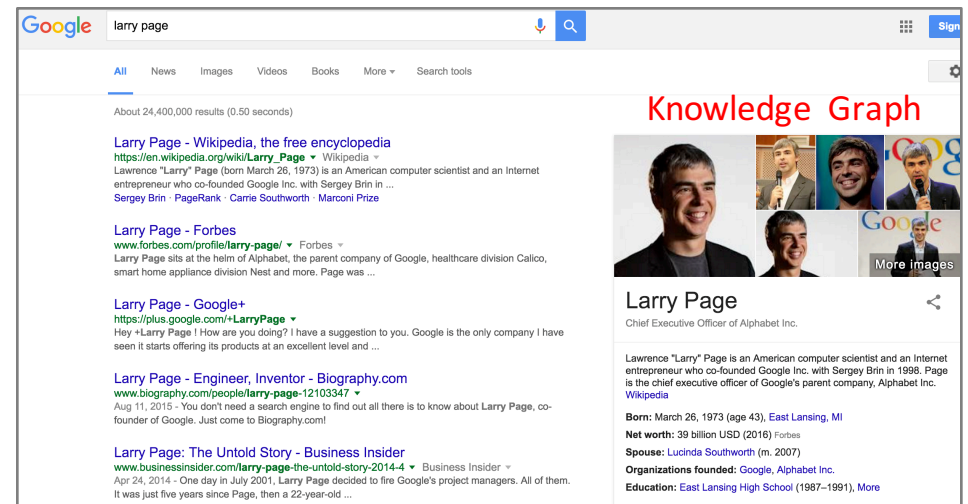 Google
larry page
Sign
All News Images Videos Books More Search tools
About 24,400,000 results (0.50 seconds)
Larry Page - Wikipedia, the free encyclopedia
https://en.wikipedia.org/wiki/Larry_Page Wikipedia
Lawrence "Larry" Page (born March 26, 1973) is an American computer scientist and an Internet
entrepreneur who co-founded Google Inc. with Sergey Brin in ...
Sergey Brin · PageRank · Carrie Southworth · Marconi Prize
Larry Page - Forbes
www.forbes.com/profile/larry-page/ Forbes
Larry Page sits at the helm of Alphabet, the parent company of Google, healthcare division Calico,
smart home appliance division Nest and more. Page was ...
Larry Page - Google+
https://plus.google.com/+LarryPage
Hey +Larry Page ! How are you doing? I have a suggestion to you. Google is the only company I have
seen it starts offering its products at an excellent level and ...
Larry Page - Engineer, Inventor - Biography.com
www.biography.com/people/larry-page-12103347
Aug 11, 2015 - You don't need a search engine to find out all there is to know about Larry Page, co-
founder of Google. Just come to Biography.com!
Larry Page: The Untold Story - Business Insider
www.businessinsider.com/larry-page-the-untold-story-2014-4 Business Insider
Apr 24, 2014 - One day in July 2001, Larry Page decided to fire Google's project managers. All of them.
It was just five years since Page, then a 22-year-old ...
Knowledge Graph
Google
More images
Larry Page
Chief Executive Officer of Alphabet Inc.
Lawrence "Larry" Page is an American computer scientist and an Internet
entrepreneur who co-founded Google Inc. with Sergey Brin in 1998. Page
is the chief executive officer of Google's parent company, Alphabet Inc.
Wikipedia
Born: March 26, 1973 (age 43), East Lansing, MI
Net worth: 39 billion USD (2016) Forbes
Spouse: Lucinda Southworth (m. 2007)
Organizations founded: Google, Alphabet Inc.
Education: East Lansing High School (1987–1991), More